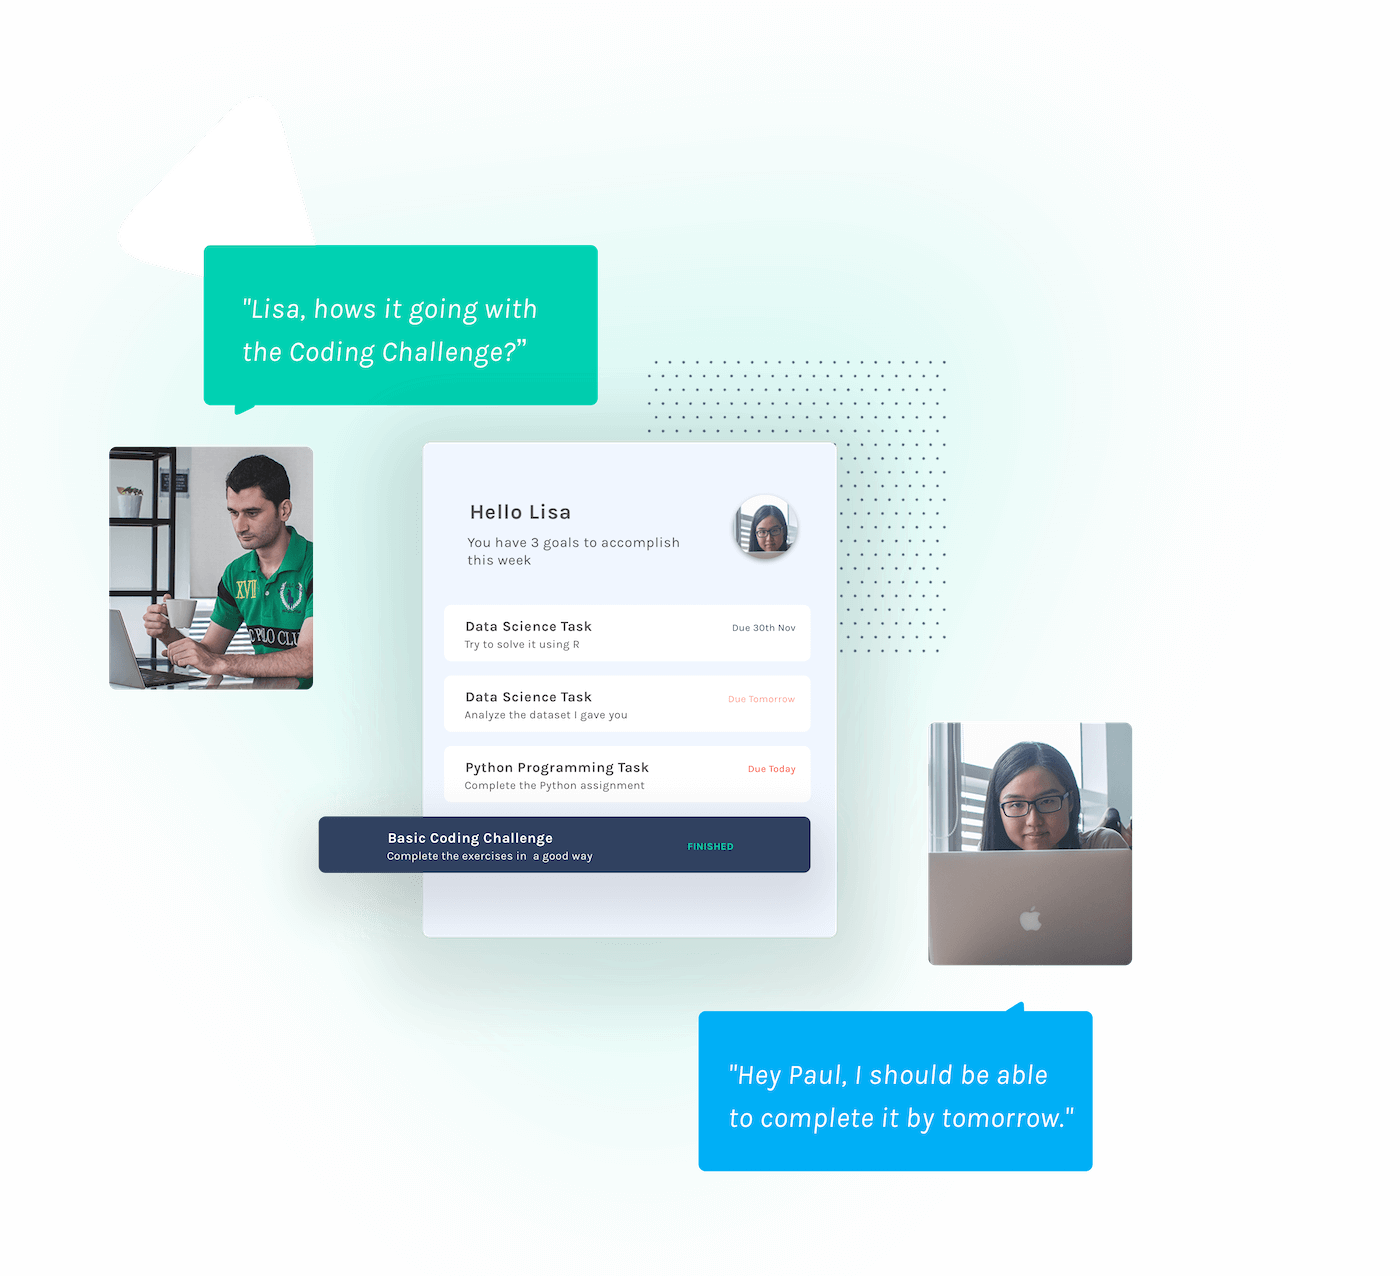 "Lisa, hows it going with
the Coding Challenge?”
Hello Lisa
You have 3 goals to accomplish
this week
Data Science Task
Due 30th Nov
Try to solve it using R
Data Science Task
Due Tomorrow
Analyze the dataset I gave you
Python Programming Task
Due Today
Complete the Python assignment
Basic Coding Challenge
FINISHED
Complete the exercises in  a good way
XVII
"Hey Paul, I should be able
to complete it by tomorrow."